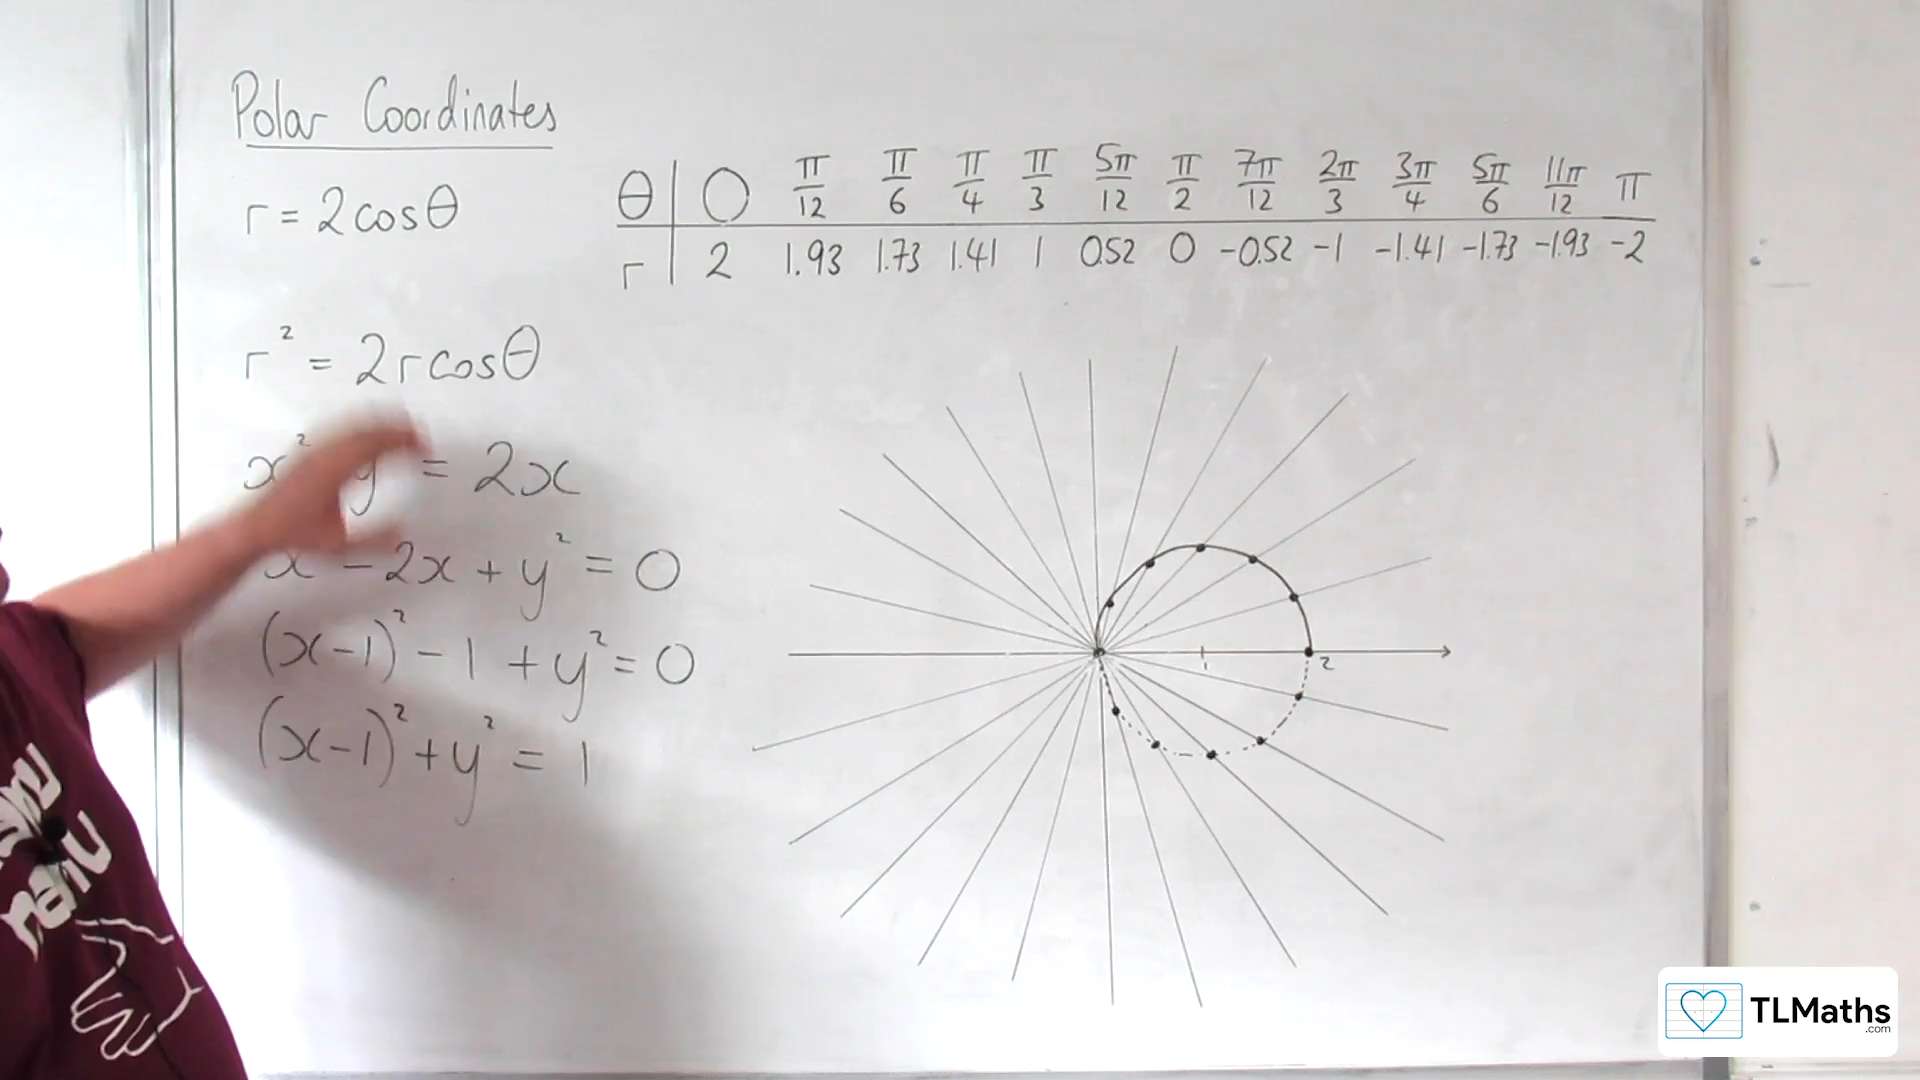 Polar Coordinates
r = 2cosθ
θ | 0 π/12 π/6 π/4 π/3 5π/12 π/2 7π/12 2π/3 3π/4 5π/6 11π/12 π
r | 2 1.93 1.73 1.41 1 0.52 0 -0.52 -1 -1.41 -1.73 -1.93 -2
r² = 2rcosθ
x² y = 2x
x - 2x + y² = 0
(x-1)² - 1 + y² = 0
(x-1)² + y² = 1
1 2
TLMaths
.com